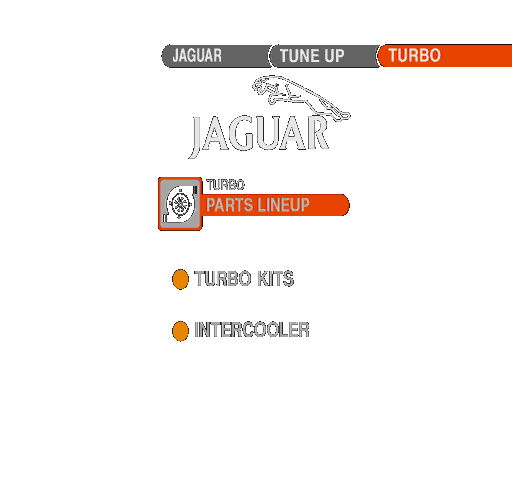 JAGUAR TUNE UP TURBO
JAGUAR
TURBO
PARTS LINEUP
TURBO KITS
INTERCOOLER